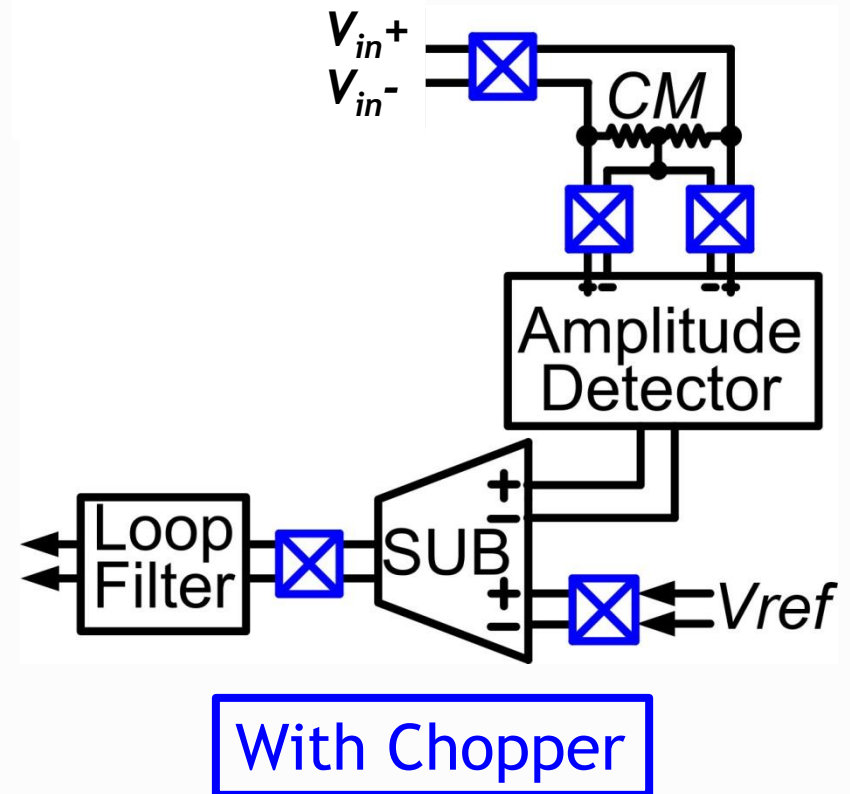 Vin+
Vin-
CM
+- -+
Amplitude
Detector
+
-
SUB
+
-
Loop
Filter
Vref
With Chopper